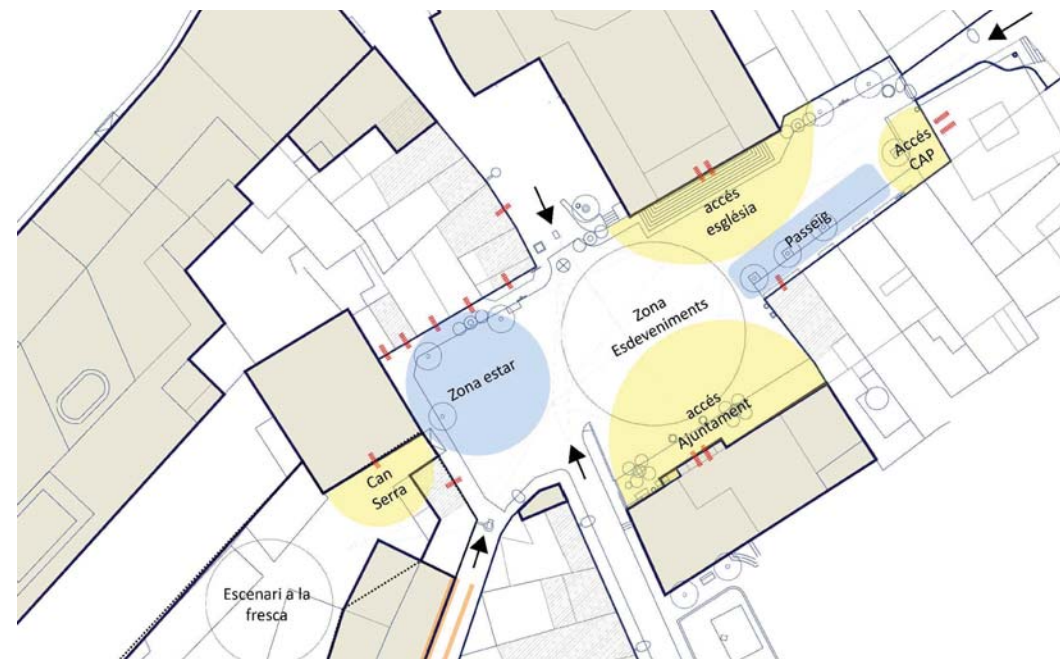 Accés
CAP
accés
església
Passeig
Zona
Esdeveniments
Zona estar
accés
Ajuntament
Can
Serra
Escenari a la
fresca